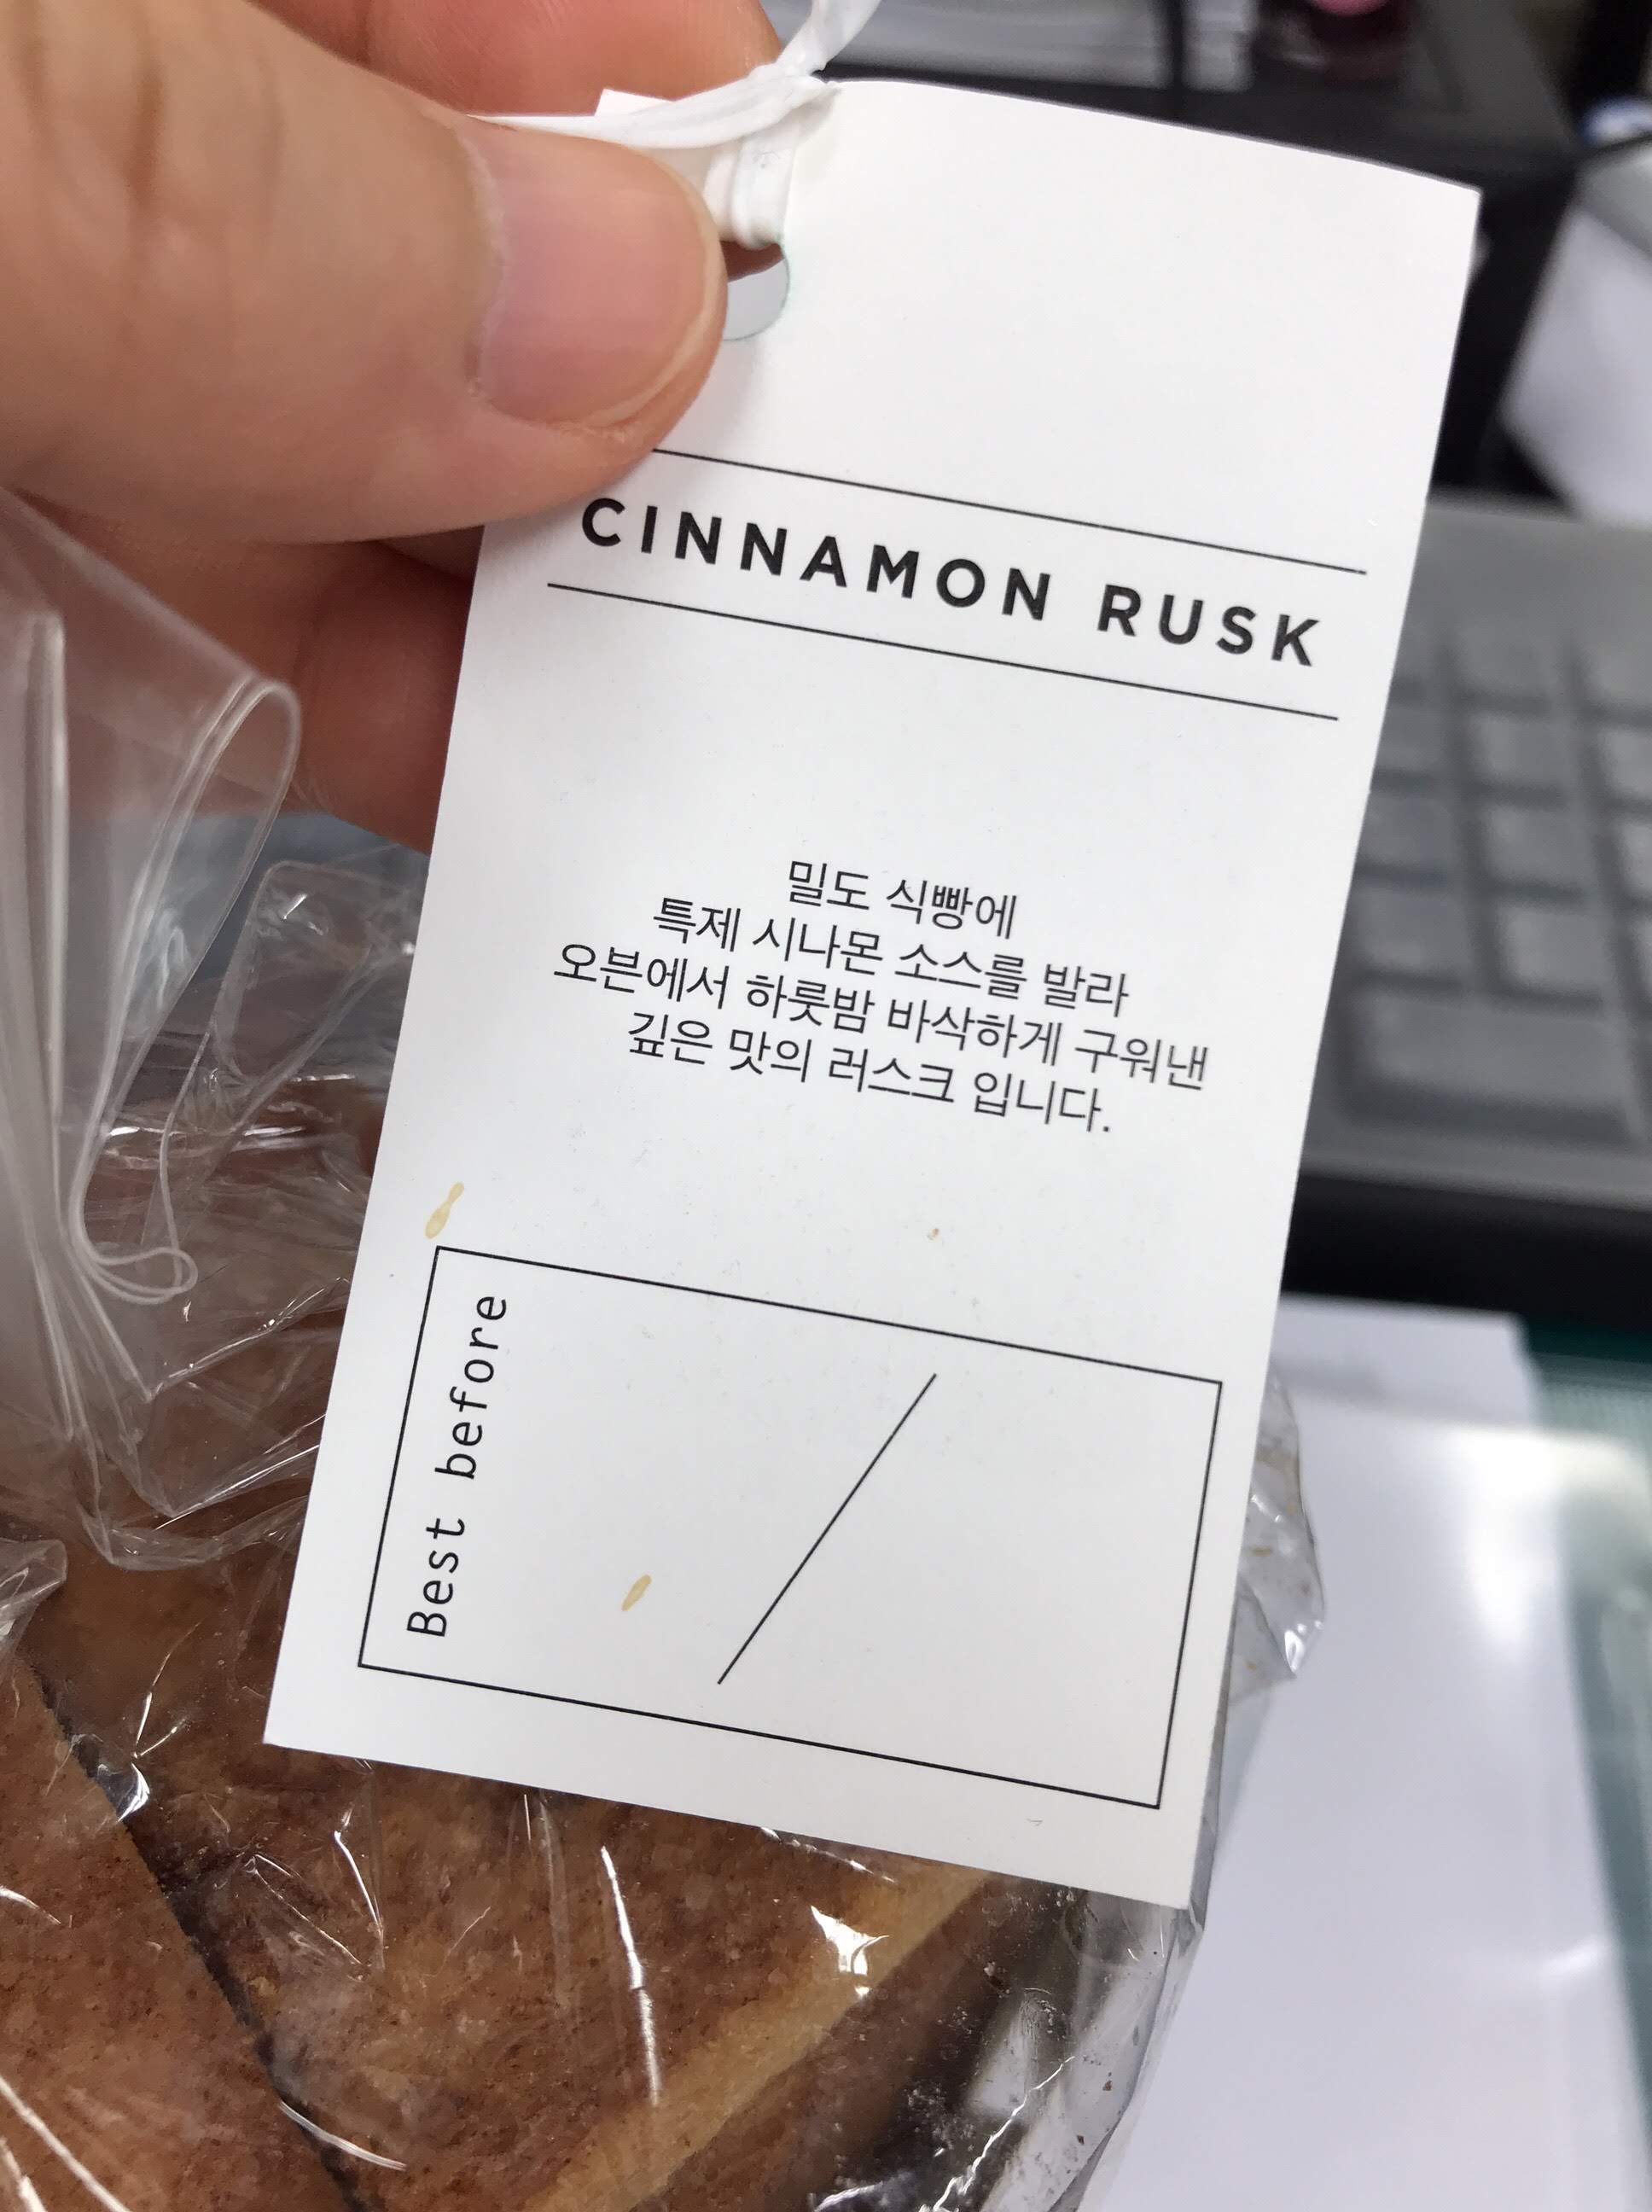 CINNAMON RUSK
밀도 식빵에
특제 시나몬 소스를 발라
오븐에서 하룻밤 바삭하게 구워낸
깊은 맛의 러스크 입니다.
Best before
/